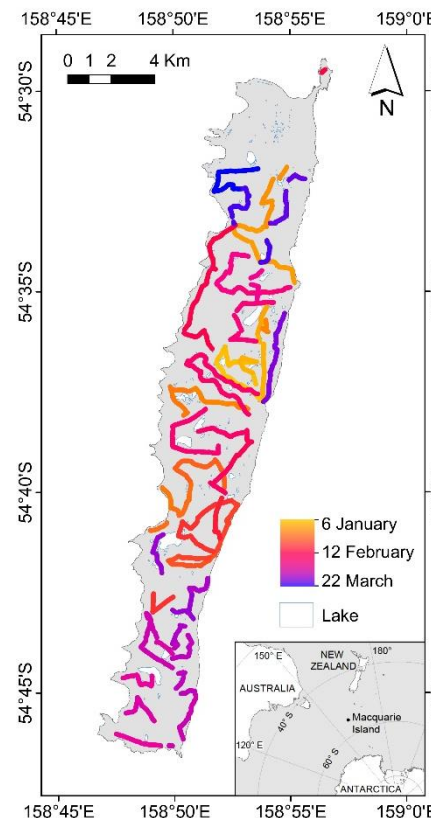 158°45'E 158°50'E 158°55'E 159°0'E
0 1 2 4 Km
N
54°30'S
54°35'S
54°40'S
54°45'S
6 January
12 February
22 March
Lake
150° E
NEW
ZEALAND
180°
AUSTRALIA
40° S
Macquarie
Island
120° E
60° S
ANTARCTICA
158°45'E 158°50'E 158°55'E 159°0'E